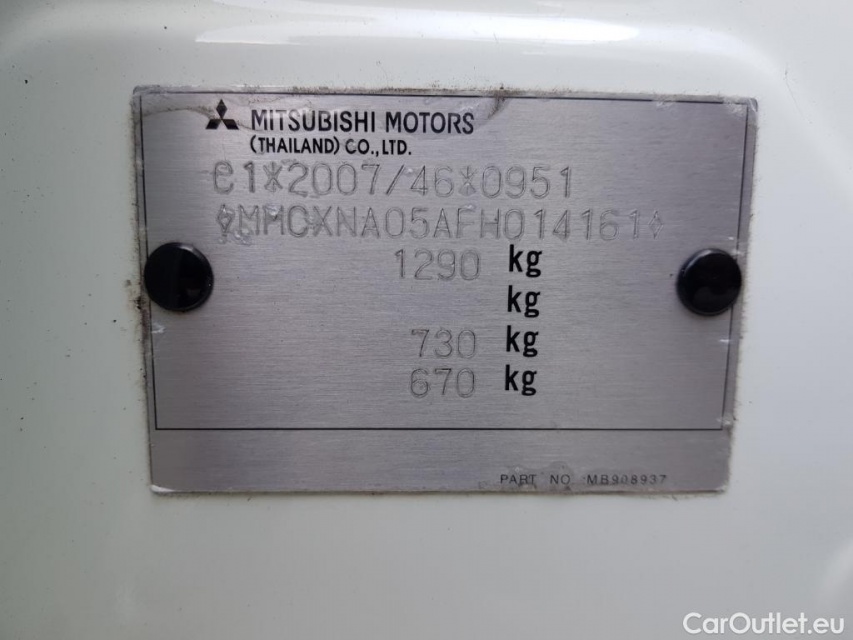 MITSUBISHI MOTORS
(THAILAND) CO.,LTD.
e1*2007/46*0951
MMCXNA05AFH014161
1290 kg
kg
730 kg
670 kg
PART NO MB908937
CarOutlet.eu